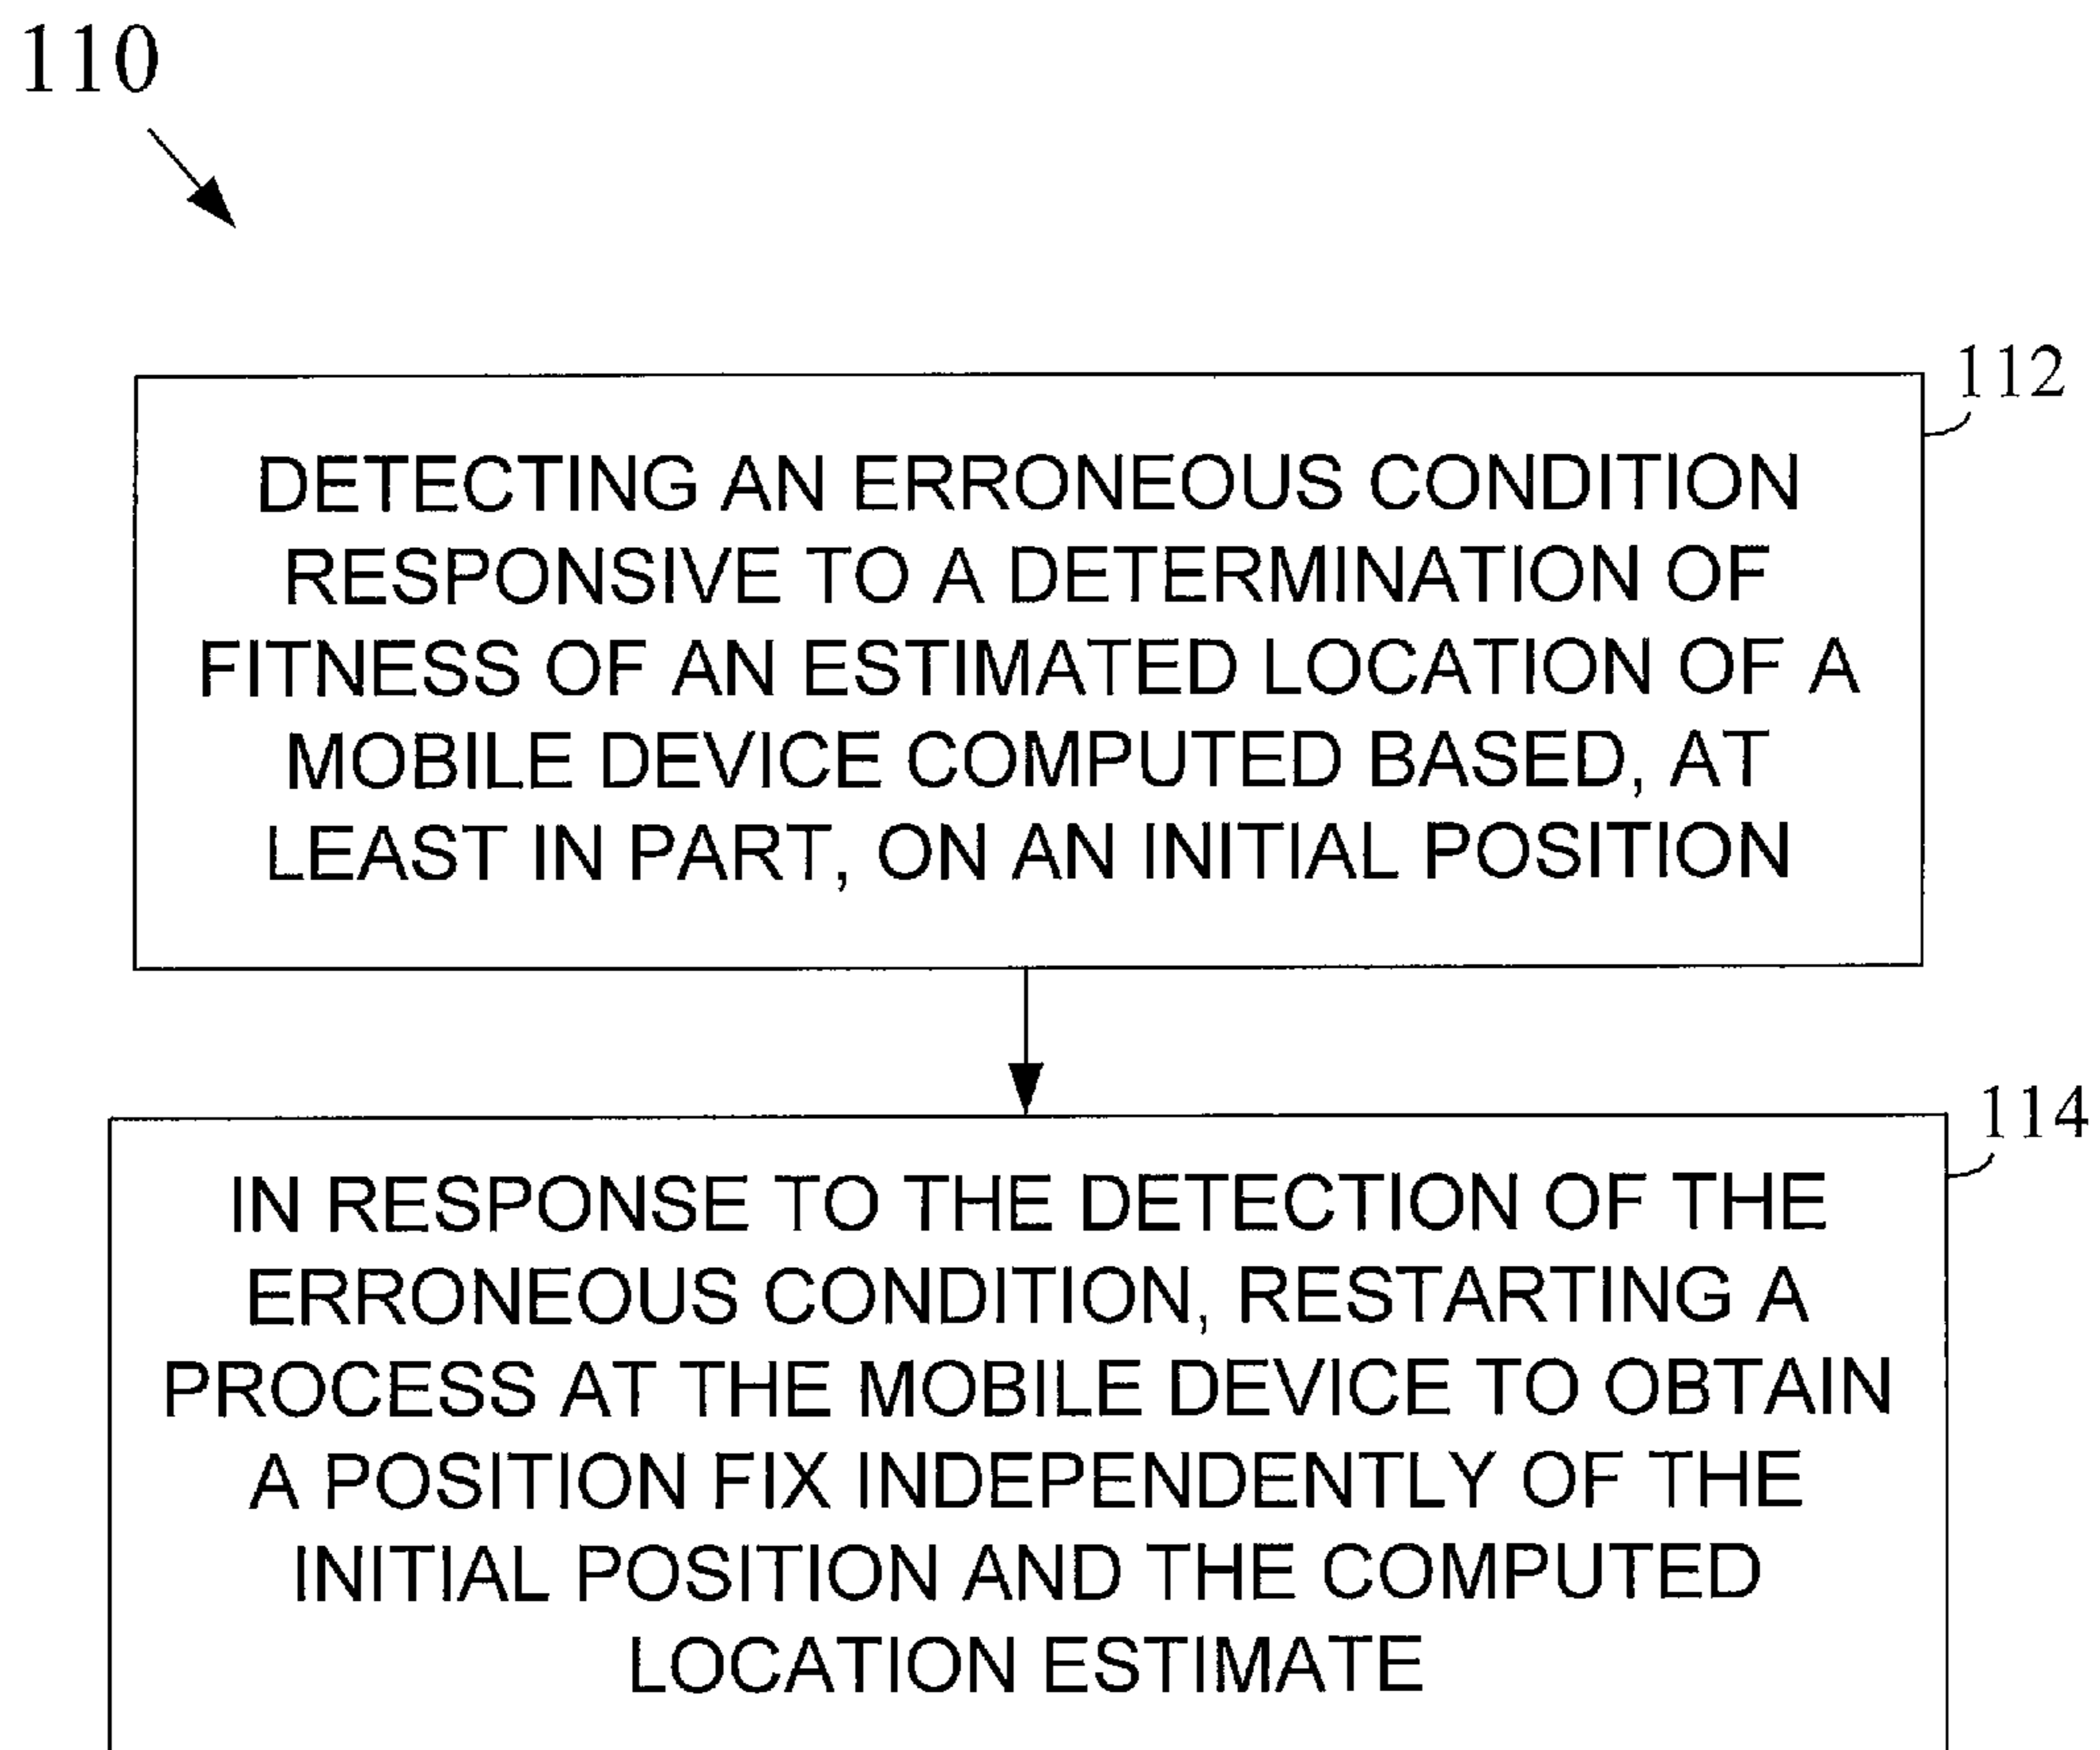 110
112
DETECTING AN ERRONEOUS CONDITION
RESPONSIVE TO A DETERMINATION OF
FITNESS OF AN ESTIMATED LOCATION OF A
MOBILE DEVICE COMPUTED BASED, AT
LEAST IN PART, ON AN INITIAL POSITION
114
IN RESPONSE TO THE DETECTION OF THE
ERRONEOUS CONDITION, RESTARTING A
PROCESS AT THE MOBILE DEVICE TO OBTAIN
A POSITION FIX INDEPENDENTLY OF THE
INITIAL POSITION AND THE COMPUTED
LOCATION ESTIMATE